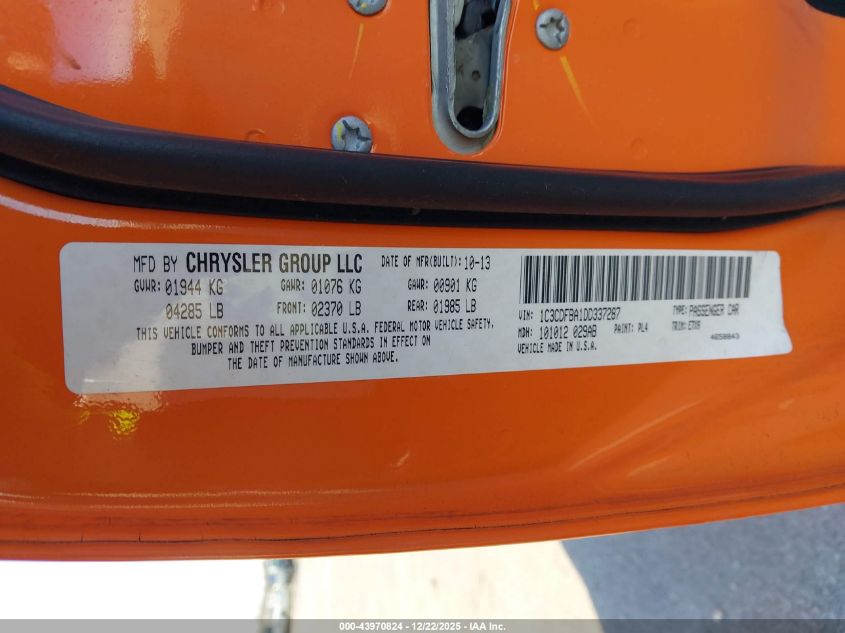 MFD BY CHRYSLER GROUP LLC DATE OF MFR(BUILT): 10-13
GVWR: 01944 KG GAWR: 01076 KG GAWR: 00901 KG
04285 LB FRONT: 02370 LB REAR: 01985 LB
THIS VEHICLE CONFORMS TO ALL APPLICABLE U.S.A. FEDERAL MOTOR VEHICLE SAFETY,
BUMPER AND THEFT PREVENTION STANDARDS IN EFFECT ON
THE DATE OF MANUFACTURE SHOWN ABOVE.
VIN: 1C3CDFBA1DD337287 TYPE: PASSENGER CAR
MDH: 101012 029AB PAINT: PL4 TRIM: E7X9
VEHICLE MADE IN U.S.A. 4658843
000-43970824 - 12/22/2025 - IAA Inc.